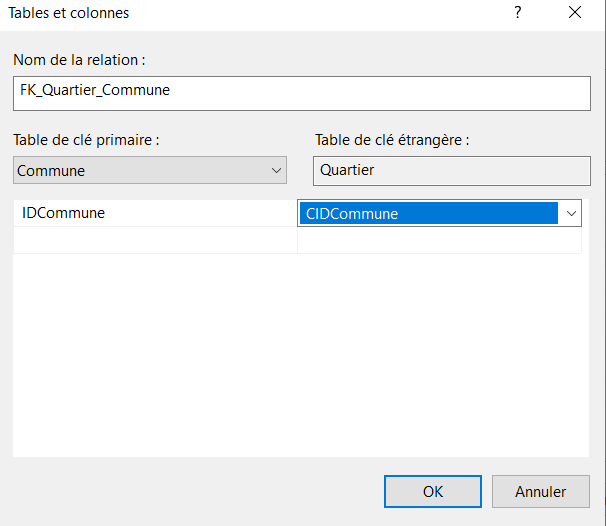 Tables et colonnes
?
Nom de la relation :
FK_Quartier_Commune
Table de clé primaire :
Table de clé étrangère :
Commune
Quartier
IDCommune
CIDCommune
OK
Annuler